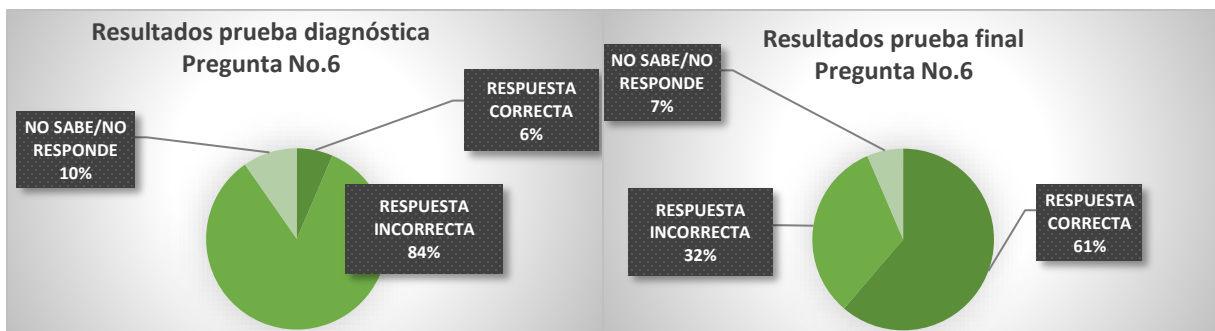 Resultados prueba diagnóstica
Pregunta No.6
NO SABE/NO
RESPONDE
10%
RESPUESTA
CORRECTA
6%
RESPUESTA
INCORRECTA
84%
Resultados prueba final
Pregunta No.6
NO SABE/NO
RESPONDE
7%
RESPUESTA
INCORRECTA
32%
RESPUESTA
CORRECTA
61%